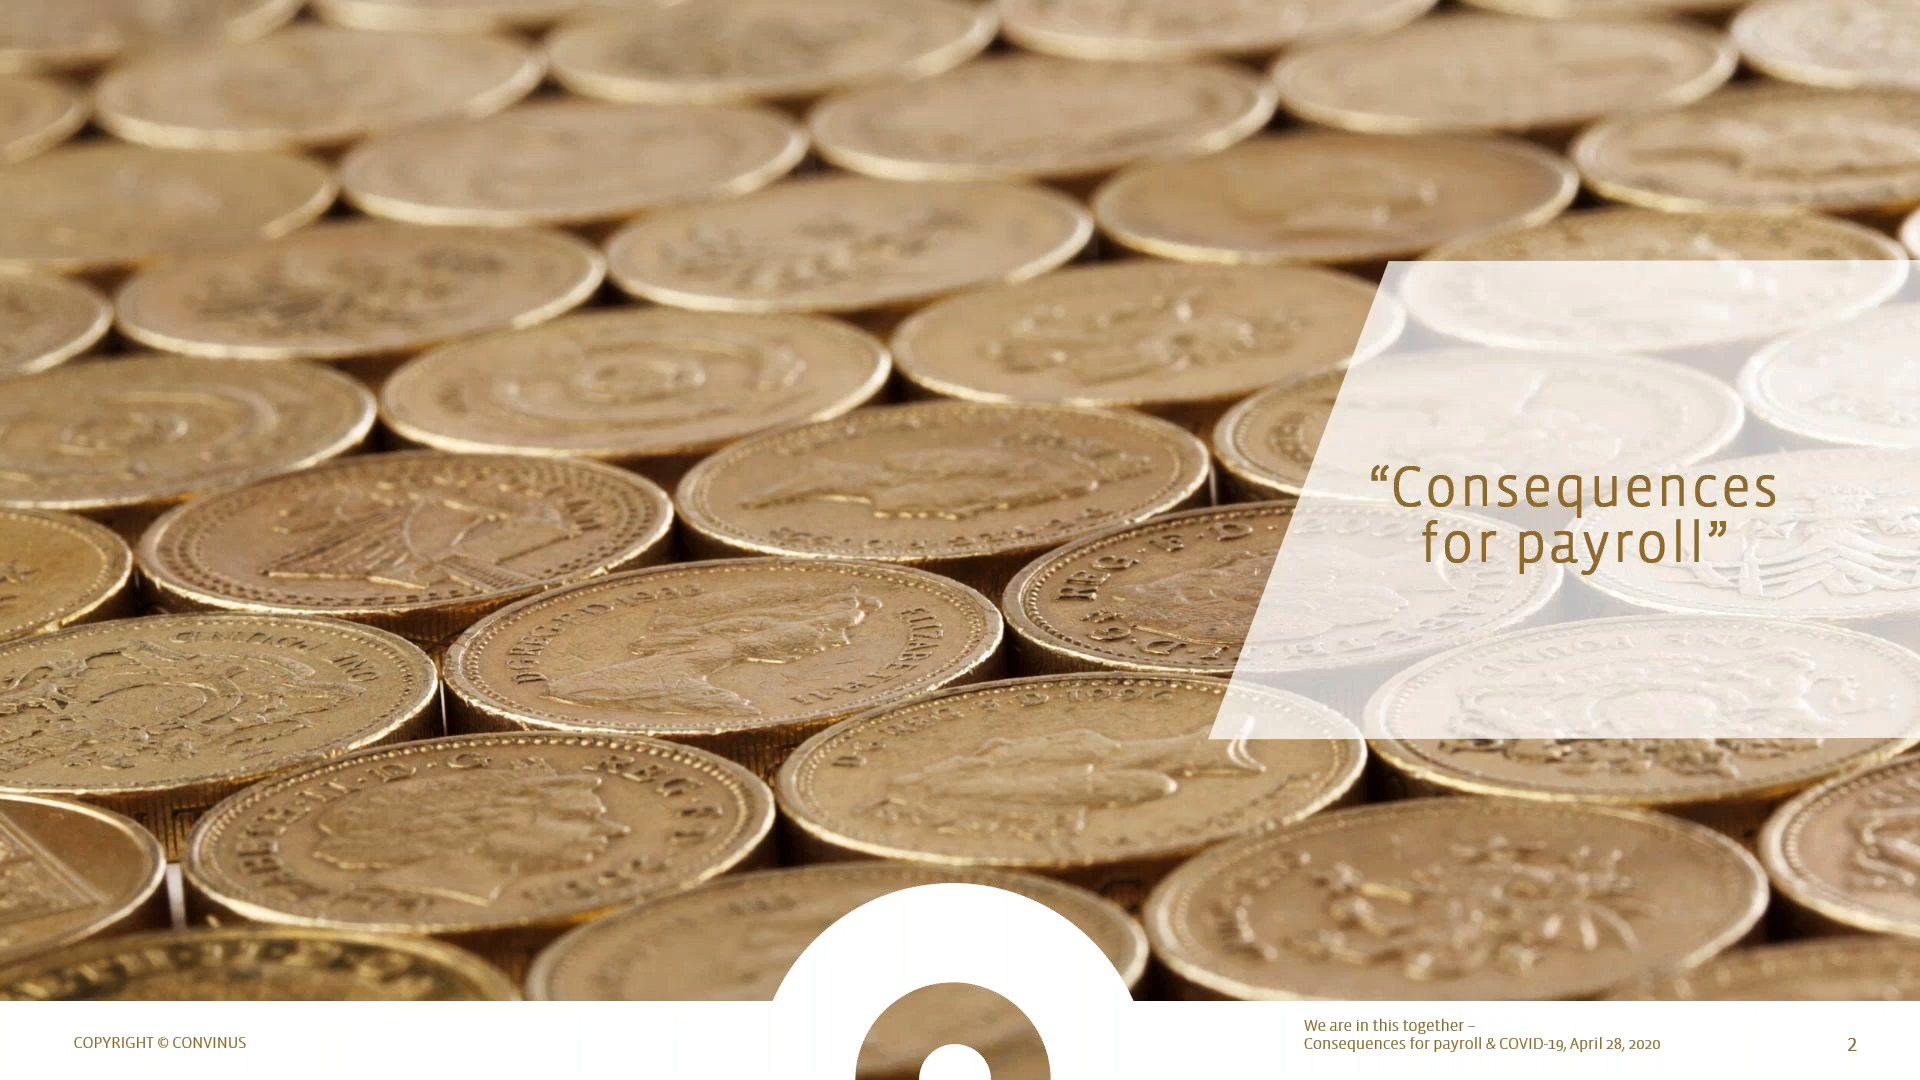 “Consequences
for payroll”
COPYRIGHT © CONVINUS
We are in this together –
Consequences for payroll & COVID-19, April 28, 2020
2